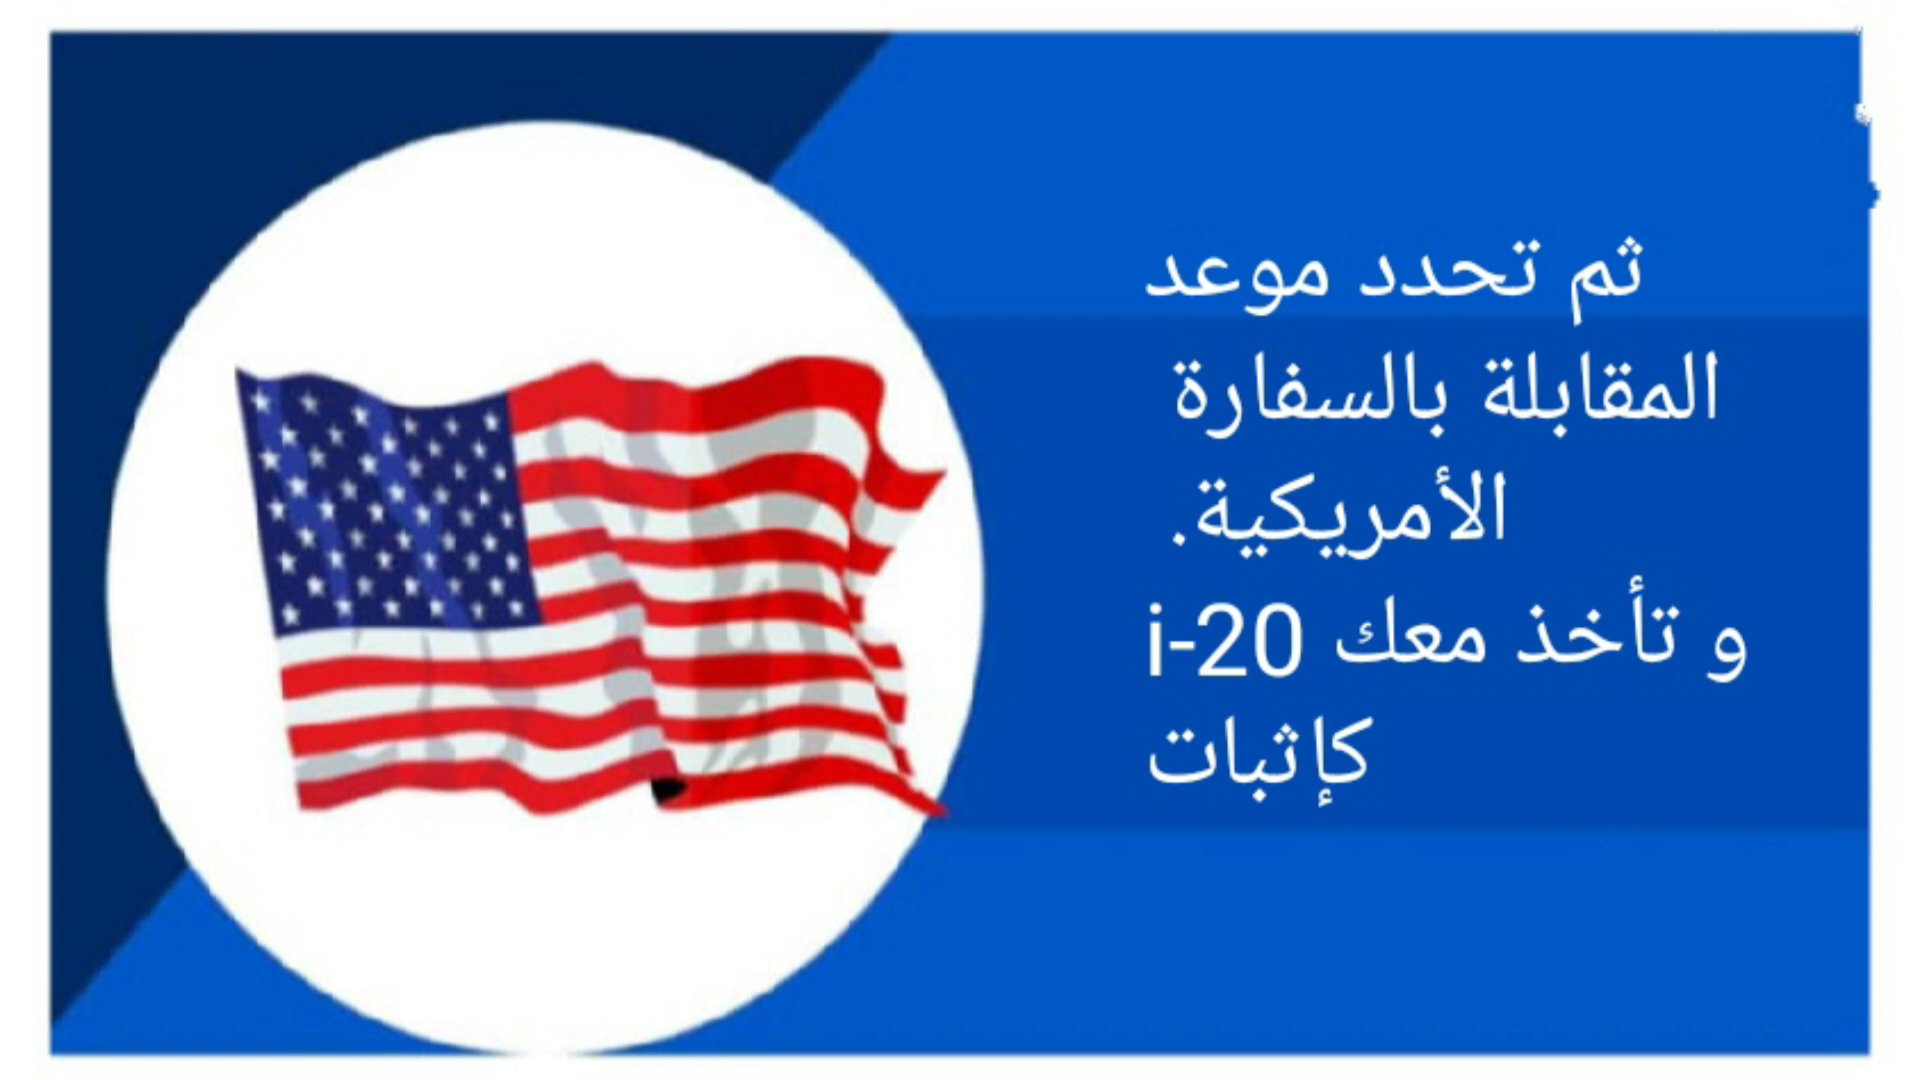 ثم تحدد موعد
المقابلة بالسفارة
الأمريكية.
و تأخذ معك i-20
كإثبات